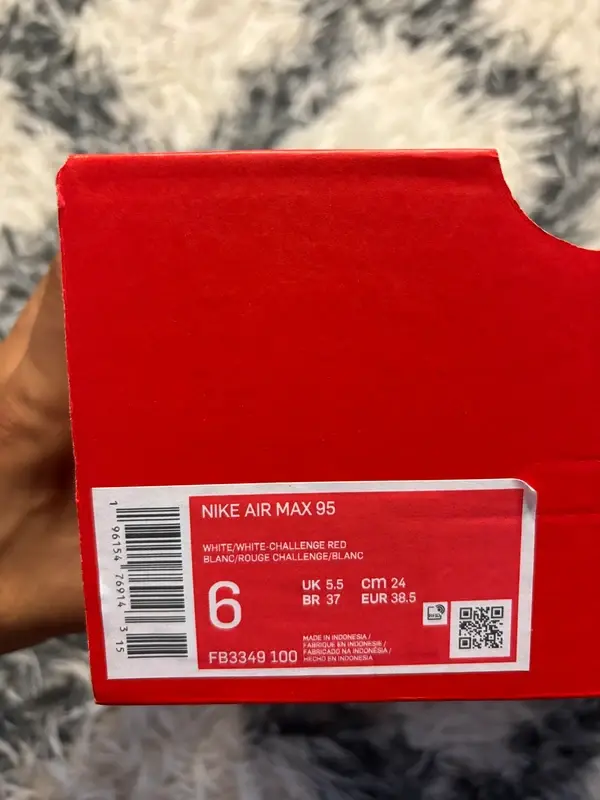 NIKE AIR MAX 95
WHITE/WHITE-CHALLENGE RED
BLANC/ROUGE CHALLENGE/BLANC
6
UK 5.5 cm 24
BR 37 EUR 38.5
FB3349 100
MADE IN INDONESIA /
FABRIQUE EN INDONESIE /
FABRICADO NA INDONÉSIA /
HECHO EN INDONESIA
1 96154 76914 3 15